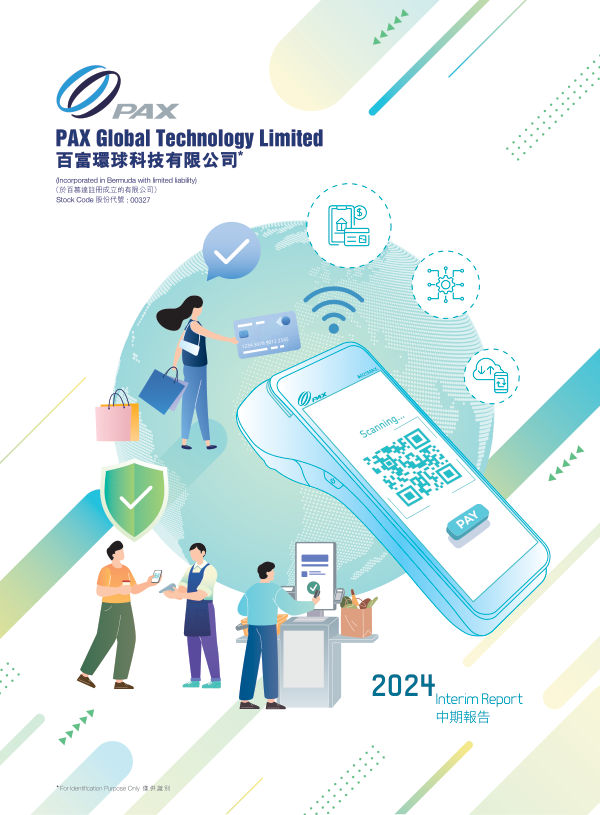 PAX
PAX Global Technology Limited
百富環球科技有限公司*
(Incorporated in Bermuda with limited liability)
(於百慕達註冊成立的有限公司)
Stock Code 股份代號 : 00327
PAX
Scanning...
PAY
2024
Interim Report
中期報告
* For Identification Purpose Only 僅供識別